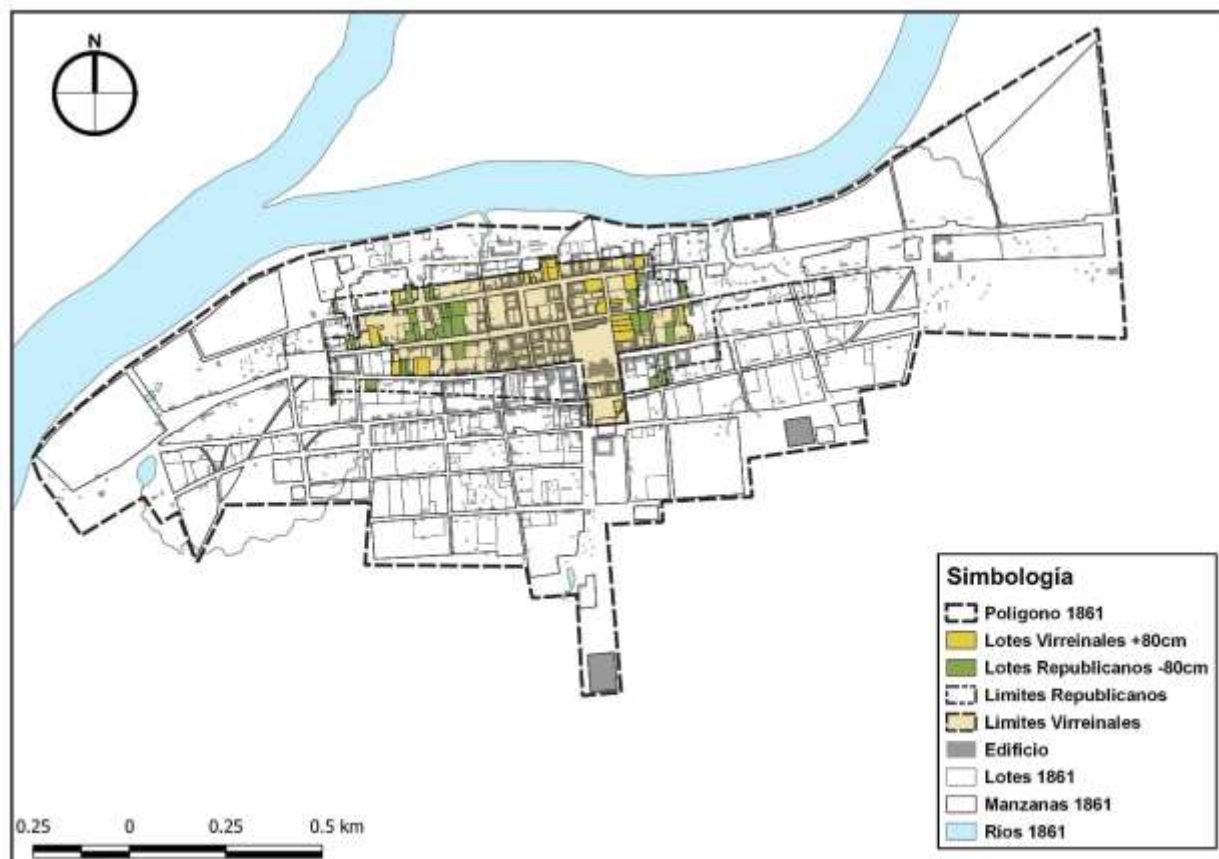 N
Simbología
Poligono 1861
Lotes Virreinales +80cm
Lotes Republicanos -80cm
Limites Republicanos
Limites Virreinales
Edificio
Lotes 1861
Manzanas 1861
Rios 1861
0.25 0 0.25 0.5 km